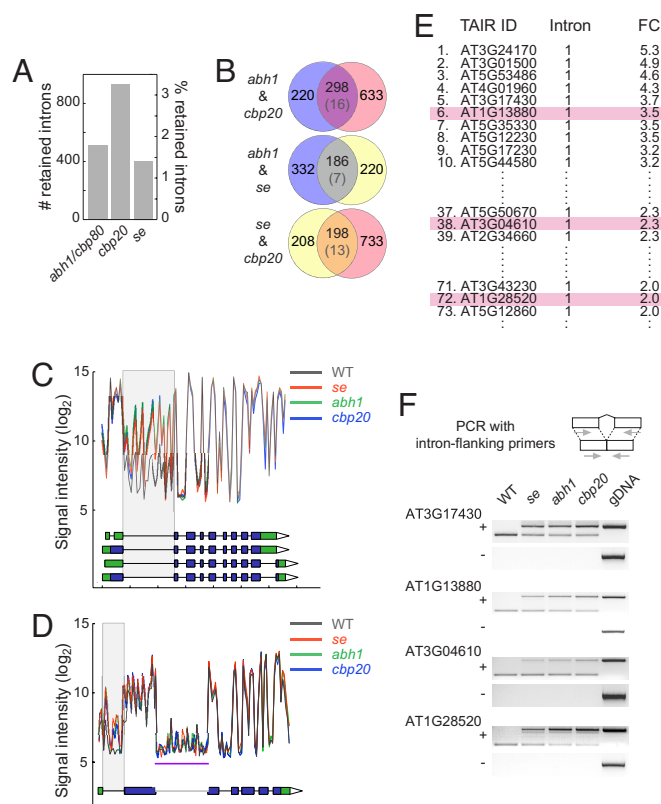 A
# retained introns
800
400
0
% retained introns
3
2
1
0
abh1/cbp80
cbp20
se
B
abh1
&
cbp20
220
298
(16)
633
abh1
&
se
332
186
(7)
220
se
&
cbp20
208
198
(13)
733
E
TAIR ID Intron FC
1. AT3G24170 1 5.3
2. AT3G01500 1 4.9
3. AT5G53486 1 4.6
4. AT4G01960 1 4.3
5. AT3G17430 1 3.7
6. AT1G13880 1 3.5
7. AT5G35330 1 3.5
8. AT5G12230 1 3.5
9. AT5G17230 1 3.2
10. AT5G44580 1 3.2
37. AT5G50670 1 2.3
38. AT3G04610 1 2.3
39. AT2G34660 1 2.3
71. AT3G43230 1 2.0
72. AT1G28520 1 2.0
73. AT5G12860 1 2.0
C
Signal intensity (log2)
15
10
5
WT
se
abh1
cbp20
D
Signal intensity (log2)
15
10
5
WT
se
abh1
cbp20
F
PCR with
intron-flanking primers
WT se abh1 cbp20 gDNA
AT3G17430
+
-
AT1G13880
+
-
AT3G04610
+
-
AT1G28520
+
-